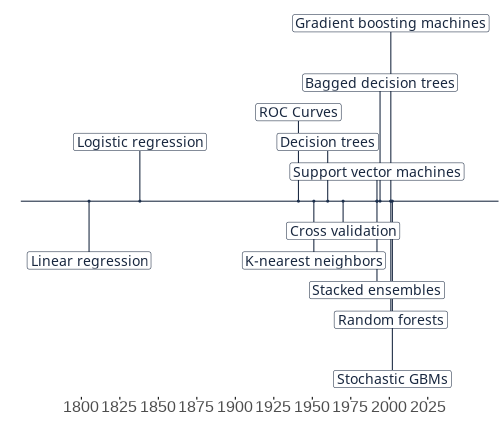 Gradient boosting machines
Bagged decision trees
ROC Curves
Logistic regression
Decision trees
Support vector machines
Cross validation
Linear regression
K-nearest neighbors
Stacked ensembles
Random forests
Stochastic GBMs
1800 1825 1850 1875 1900 1925 1950 1975 2000 2025